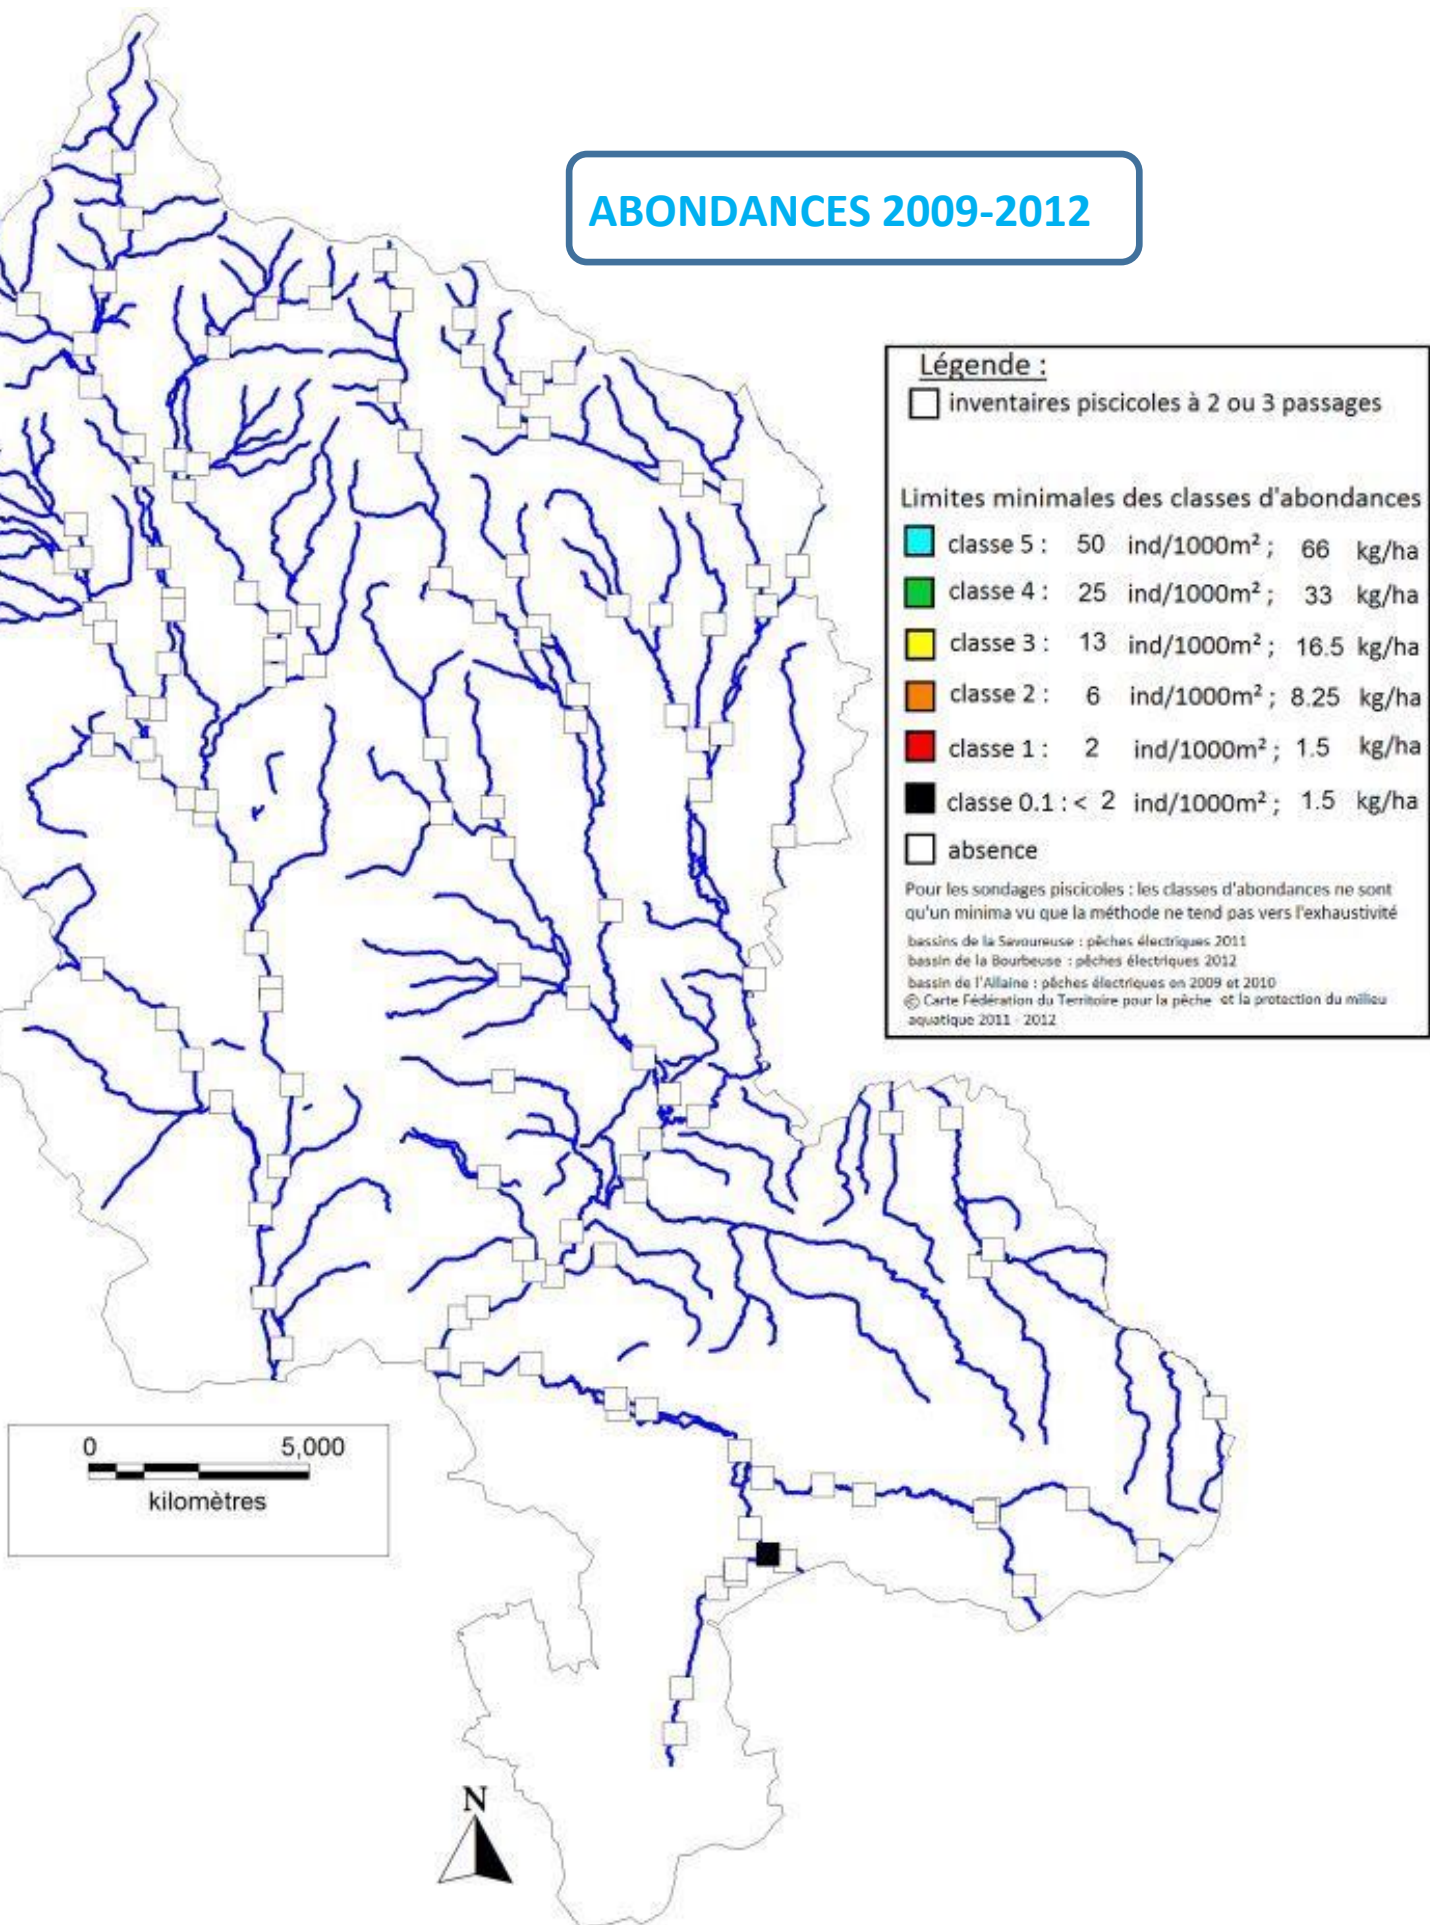 ABONDANCES 2009-2012
Légende :
inventaires piscicoles à 2 ou 3 passages
Limites minimales des classes d'abondances
classe 5 : 50 ind/1000m² ; 66 kg/ha
classe 4 : 25 ind/1000m² ; 33 kg/ha
classe 3 : 13 ind/1000m² ; 16.5 kg/ha
classe 2 : 6 ind/1000m² ; 8.25 kg/ha
classe 1 : 2 ind/1000m² ; 1.5 kg/ha
classe 0.1 : < 2 ind/1000m² ; 1.5 kg/ha
absence
Pour les sondages piscicoles : les classes d'abondances ne sont
qu'un minima vu que la méthode ne tend pas vers l'exhaustivité
bassins de la Savoureuse : pêches électriques 2011
bassin de la Bourbeuse : pêches électriques 2012
bassin de l'Allaine : pêches électriques en 2009 et 2010
© Carte Fédération du Territoire pour la pêche et la protection du milieu
aquatique 2011 - 2012
0 5,000
kilomètres
N